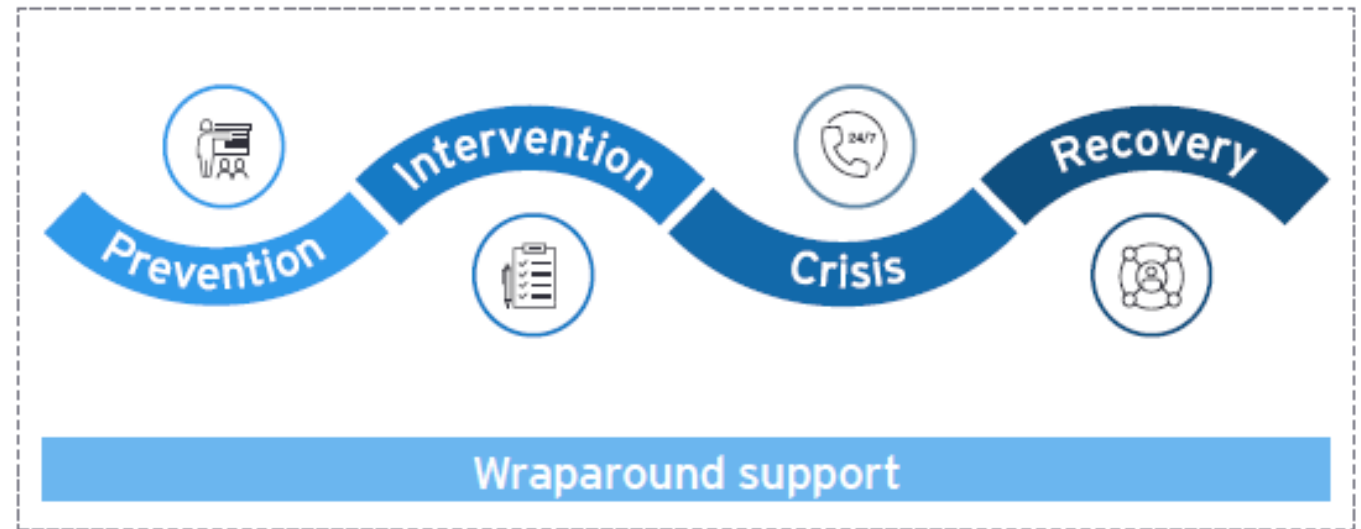 Prevention
Intervention
24/7
Crisis
Recovery
Wraparound support